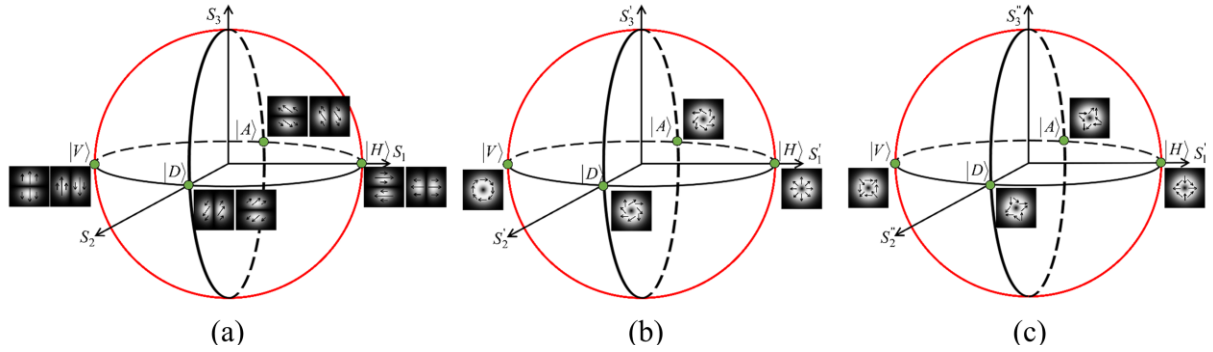 S₃
|A⟩
|V⟩
|H⟩ S₁
|D⟩
S₂
(a)
S₃'
|A⟩
|V⟩
|H⟩ S₁'
|D⟩
S₂'
(b)
S₃''
|A⟩
|V⟩
|H⟩ S₁''
|D⟩
S₂''
(c)